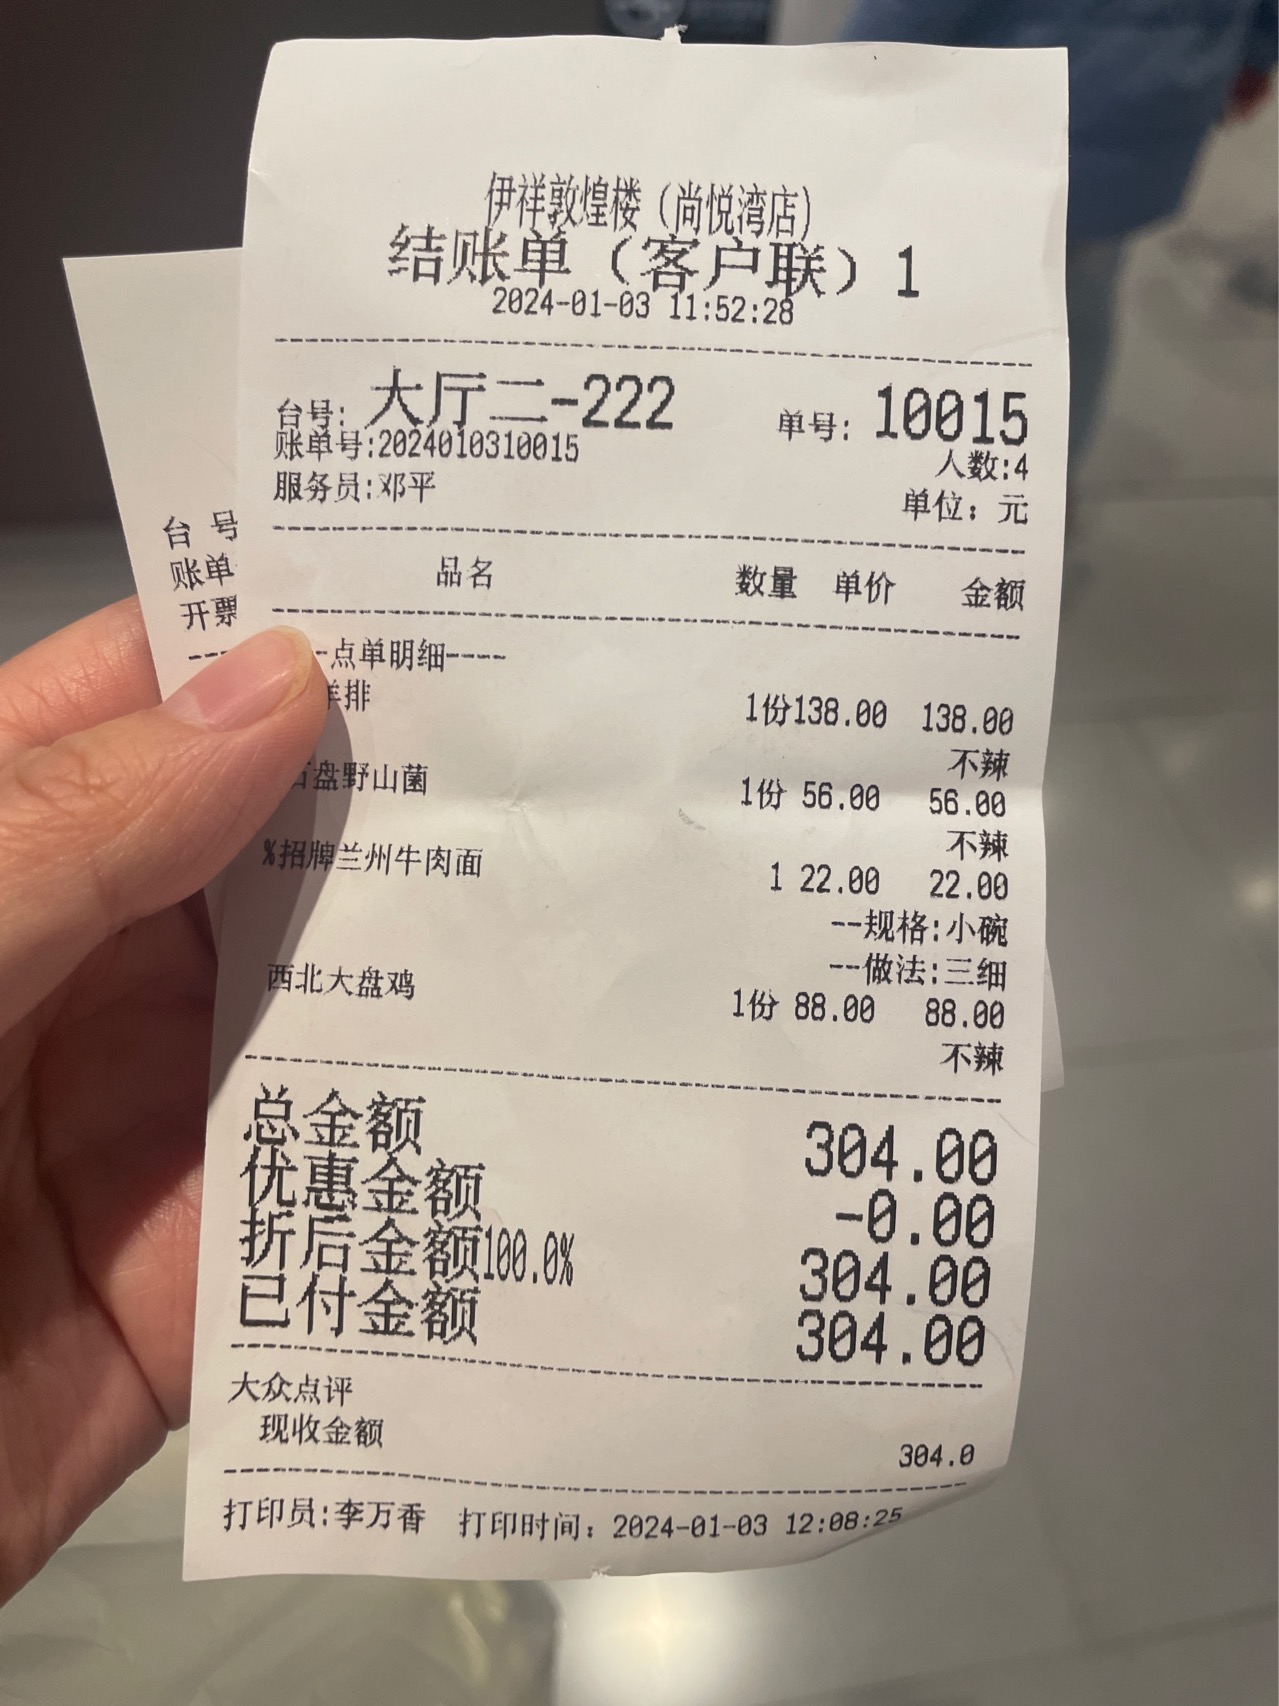 伊祥敦煌楼（尚悦湾店）
结账单（客户联）1
2024-01-03 11:52:28
台号: 大厅二-222 单号: 10015
账单号:2024010310015
人数:4
服务员:邓平
单位: 元
品名 数量 单价 金额
-点单明细----
羊排 1份138.00 138.00
不辣
石盘野山菌 1份 56.00 56.00
不辣
%招牌兰州牛肉面 1 22.00 22.00
--规格:小碗
--做法:三细
西北大盘鸡 1份 88.00 88.00
不辣
总金额 304.00
优惠金额 -0.00
折后金额100.0% 304.00
已付金额 304.00
大众点评
现收金额 304.0
打印员:李万香 打印时间: 2024-01-03 12:08:25
台 号
账单
开票